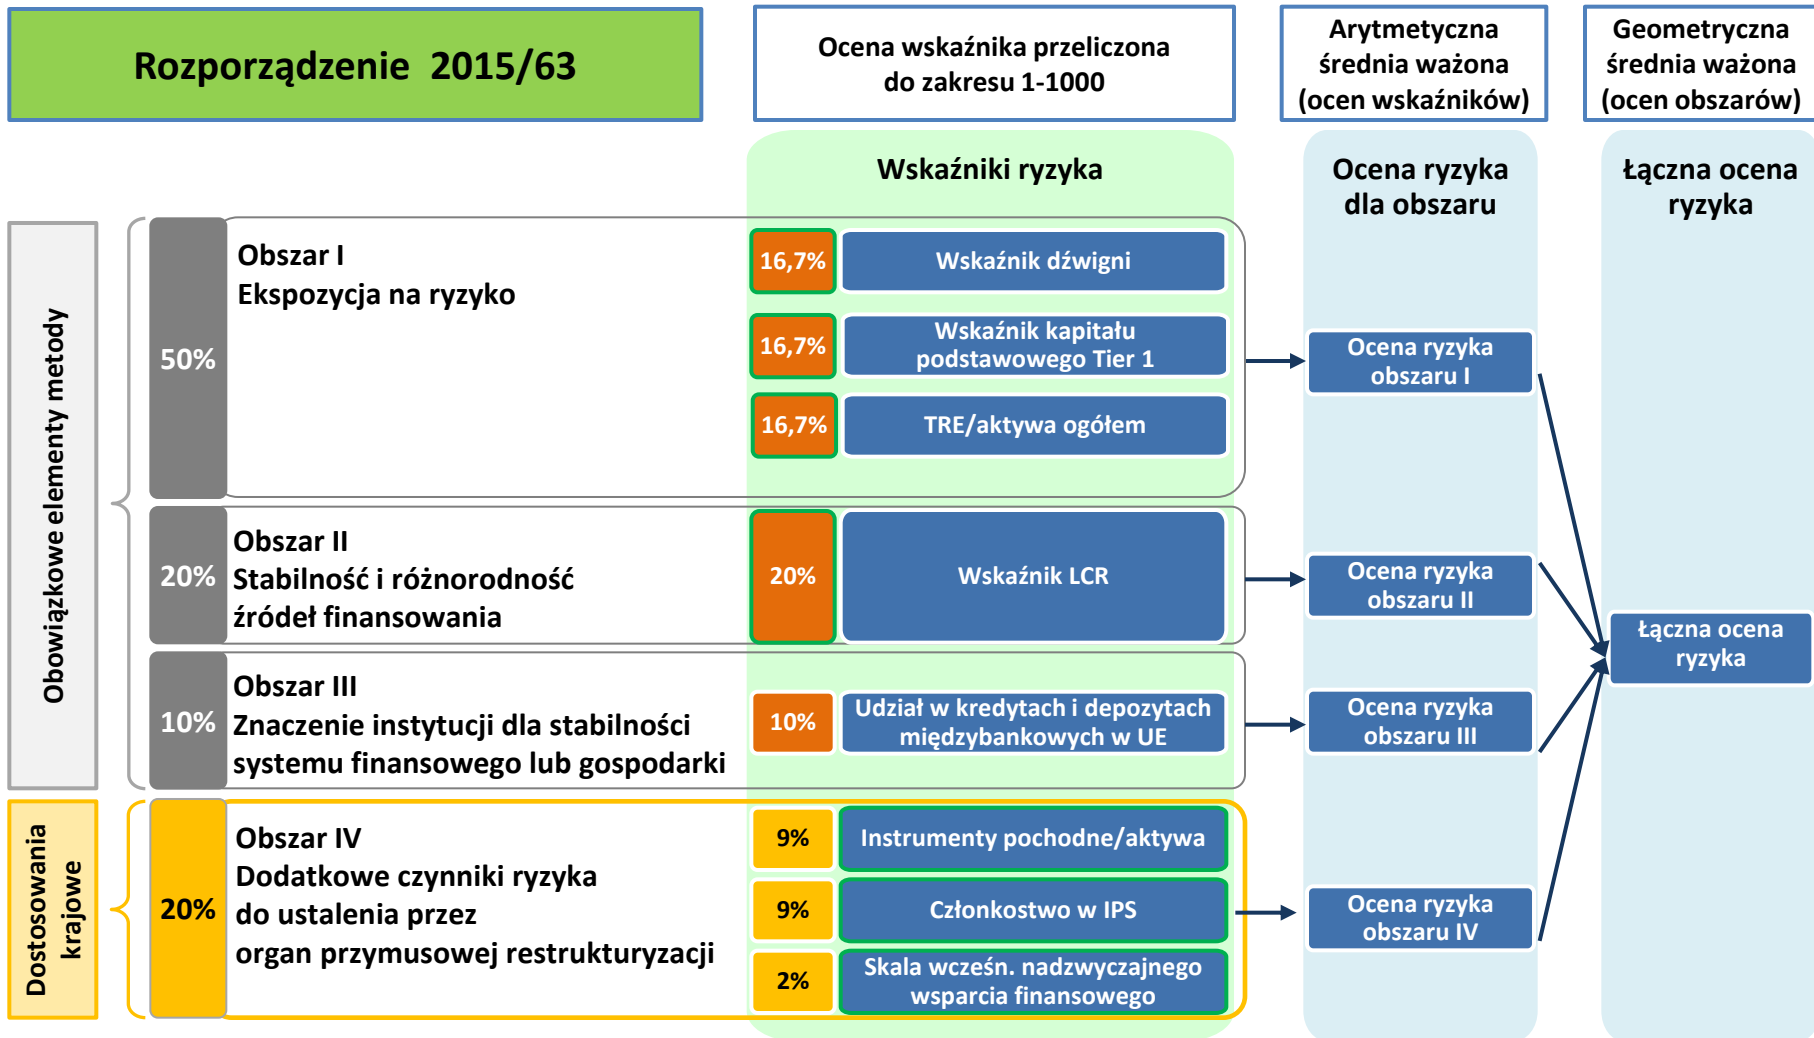 Rozporządzenie 2015/63
Ocena wskaźnika przeliczona
do zakresu 1-1000
Arytmetyczna
średnia ważona
(ocen wskaźników)
Geometryczna
średnia ważona
(ocen obszarów)
Wskaźniki ryzyka
Ocena ryzyka
dla obszaru
Łączna ocena
ryzyka
Obowiązkowe elementy metody
50%
Obszar I
Ekspozycja na ryzyko
16,7%
Wskaźnik dźwigni
16,7%
Wskaźnik kapitału
podstawowego Tier 1
16,7%
TRE/aktywa ogółem
Ocena ryzyka
obszaru I
20%
Obszar II
Stabilność i różnorodność
źródeł finansowania
20%
Wskaźnik LCR
Ocena ryzyka
obszaru II
Łączna ocena
ryzyka
10%
Obszar III
Znaczenie instytucji dla stabilności
systemu finansowego lub gospodarki
10%
Udział w kredytach i depozytach
międzybankowych w UE
Ocena ryzyka
obszaru III
Dostosowania
krajowe
20%
Obszar IV
Dodatkowe czynniki ryzyka
do ustalenia przez
organ przymusowej restrukturyzacji
9%
Instrumenty pochodne/aktywa
9%
Członkostwo w IPS
2%
Skala wcześn. nadzwyczajnego
wsparcia finansowego
Ocena ryzyka
obszaru IV